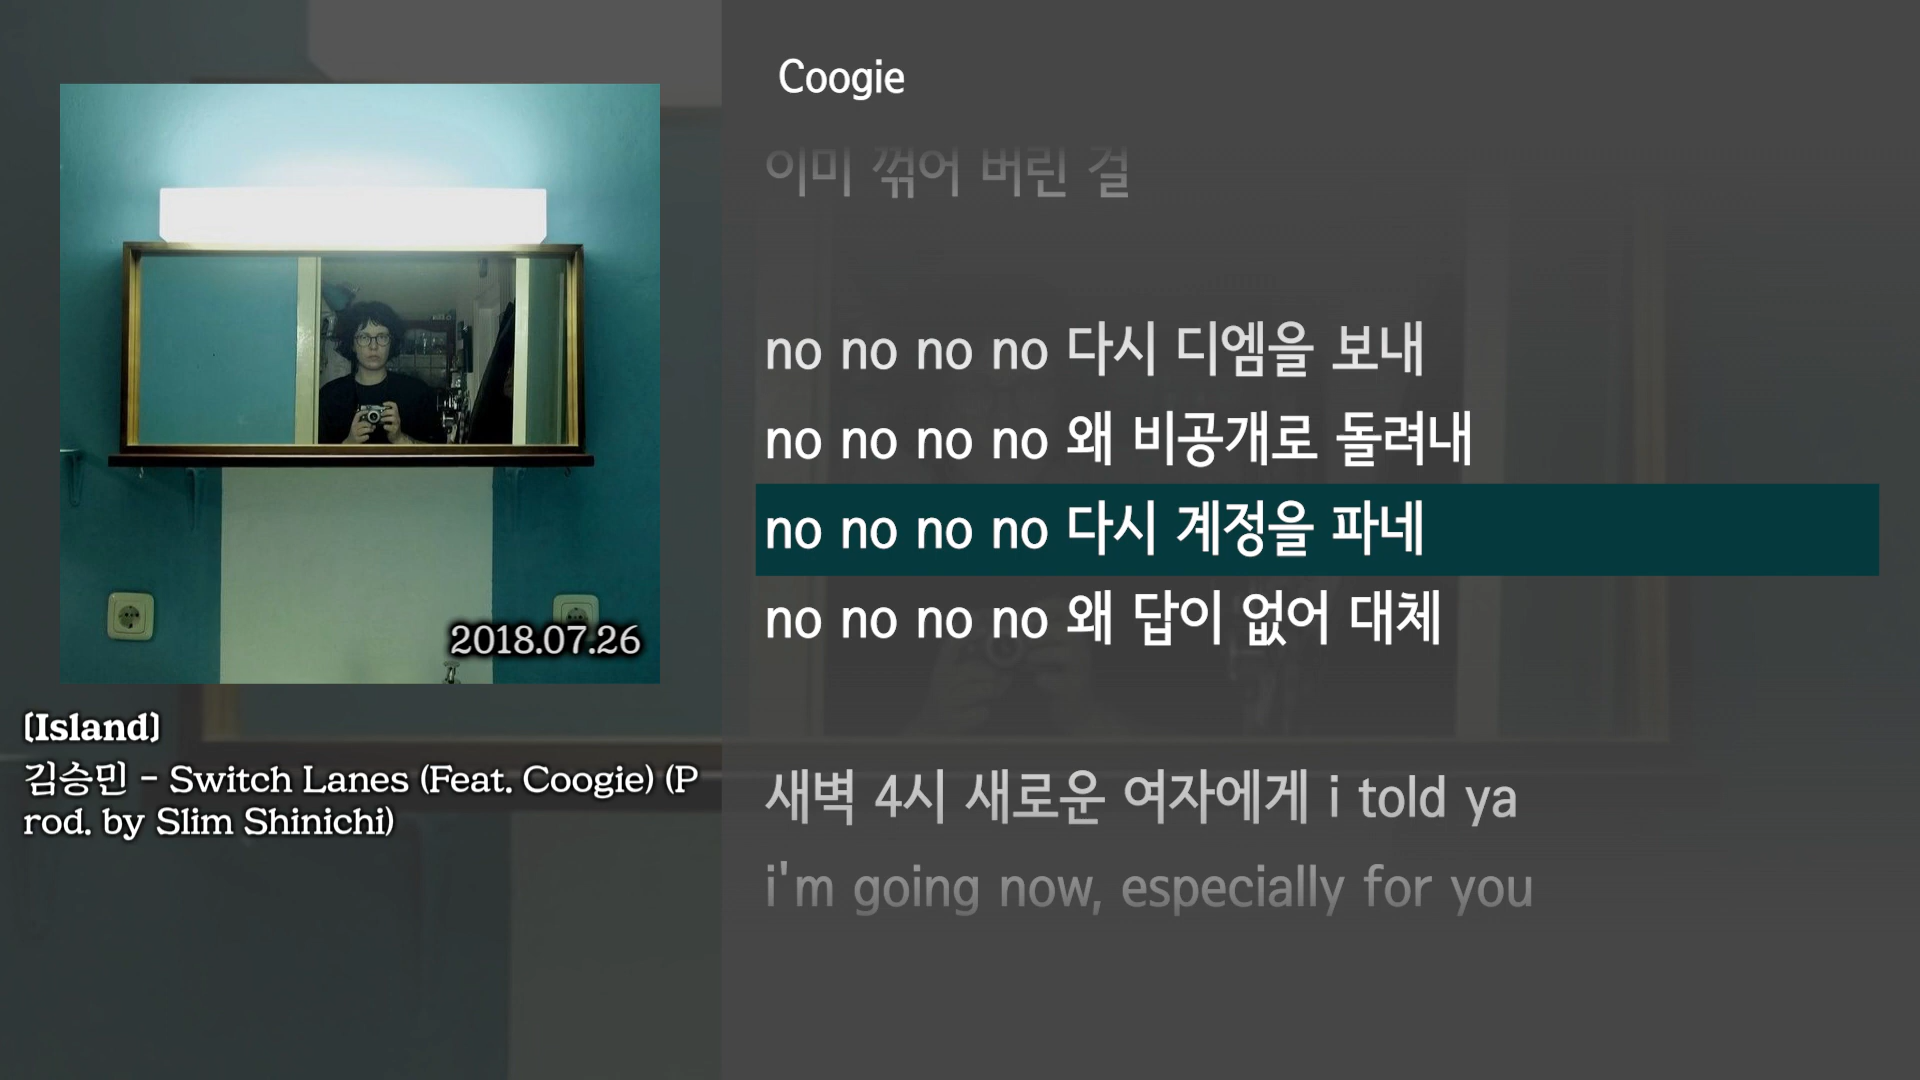 2018.07.26
[Island]
김승민 - Switch Lanes (Feat. Coogie) (P
rod. by Slim Shinichi)
Coogie
이미 꺾어 버린 걸
no no no no 다시 디엠을 보내
no no no no 왜 비공개로 돌려내
no no no no 다시 계정을 파네
no no no no 왜 답이 없어 대체
새벽 4시 새로운 여자에게 i told ya
i'm going now, especially for you